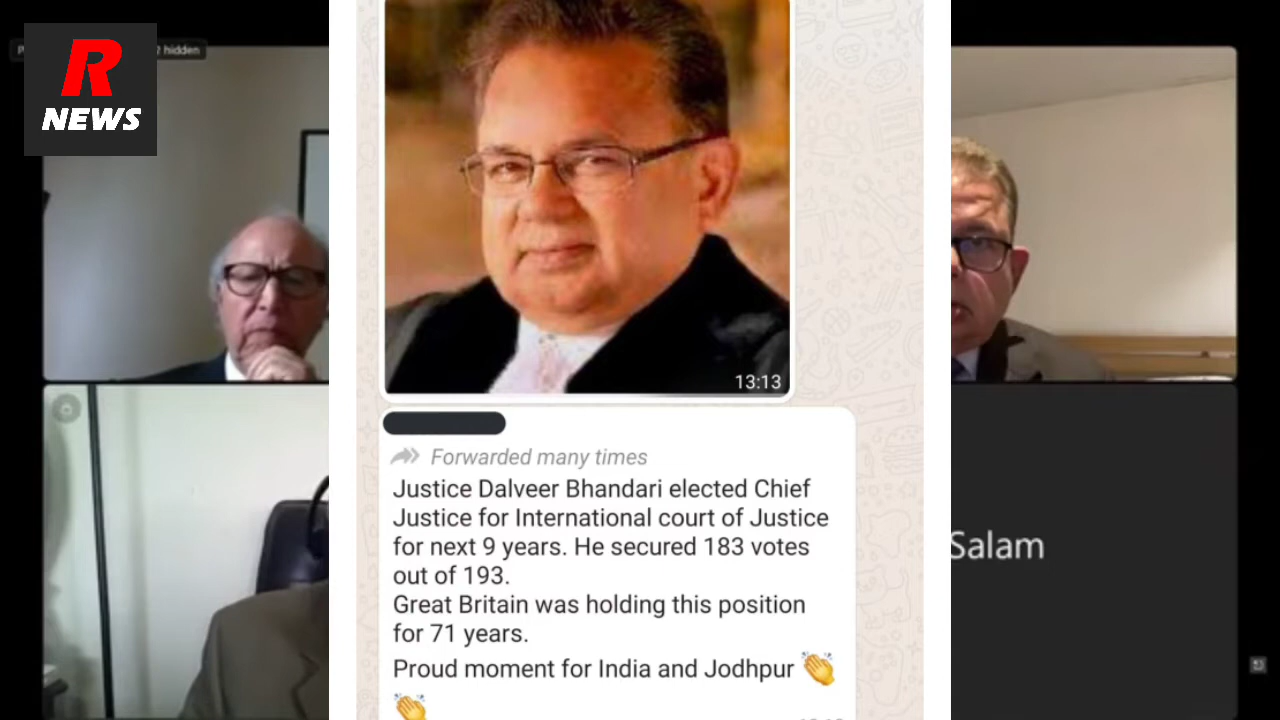 R
NEWS
2 hidden
13:13
Forwarded many times
Justice Dalveer Bhandari elected Chief
Justice for International court of Justice
for next 9 years. He secured 183 votes
out of 193.
Great Britain was holding this position
for 71 years.
Proud moment for India and Jodhpur 👏
👏
Salam